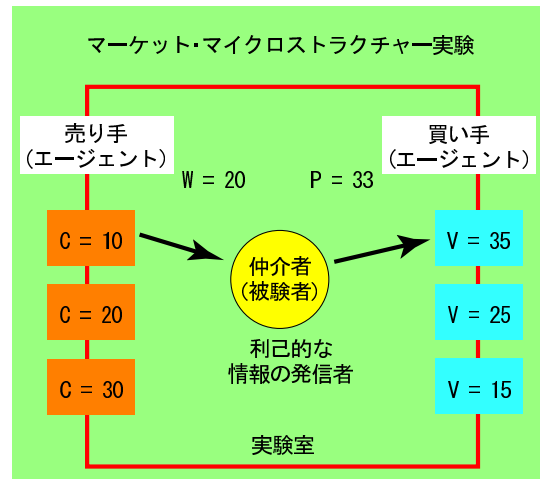 マーケット・マイクロストラクチャー実験
売り手
(エージェント)
買い手
(エージェント)
W = 20
P = 33
C = 10
C = 20
C = 30
仲介者
(被験者)
利己的な
情報の発信者
V = 35
V = 25
V = 15
実験室